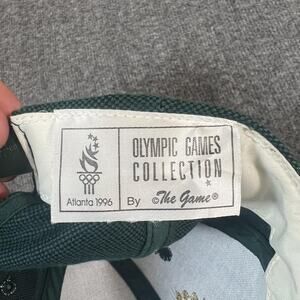 OLYMPIC GAMES
COLLECTION
Atlanta 1996
By ©The Game®